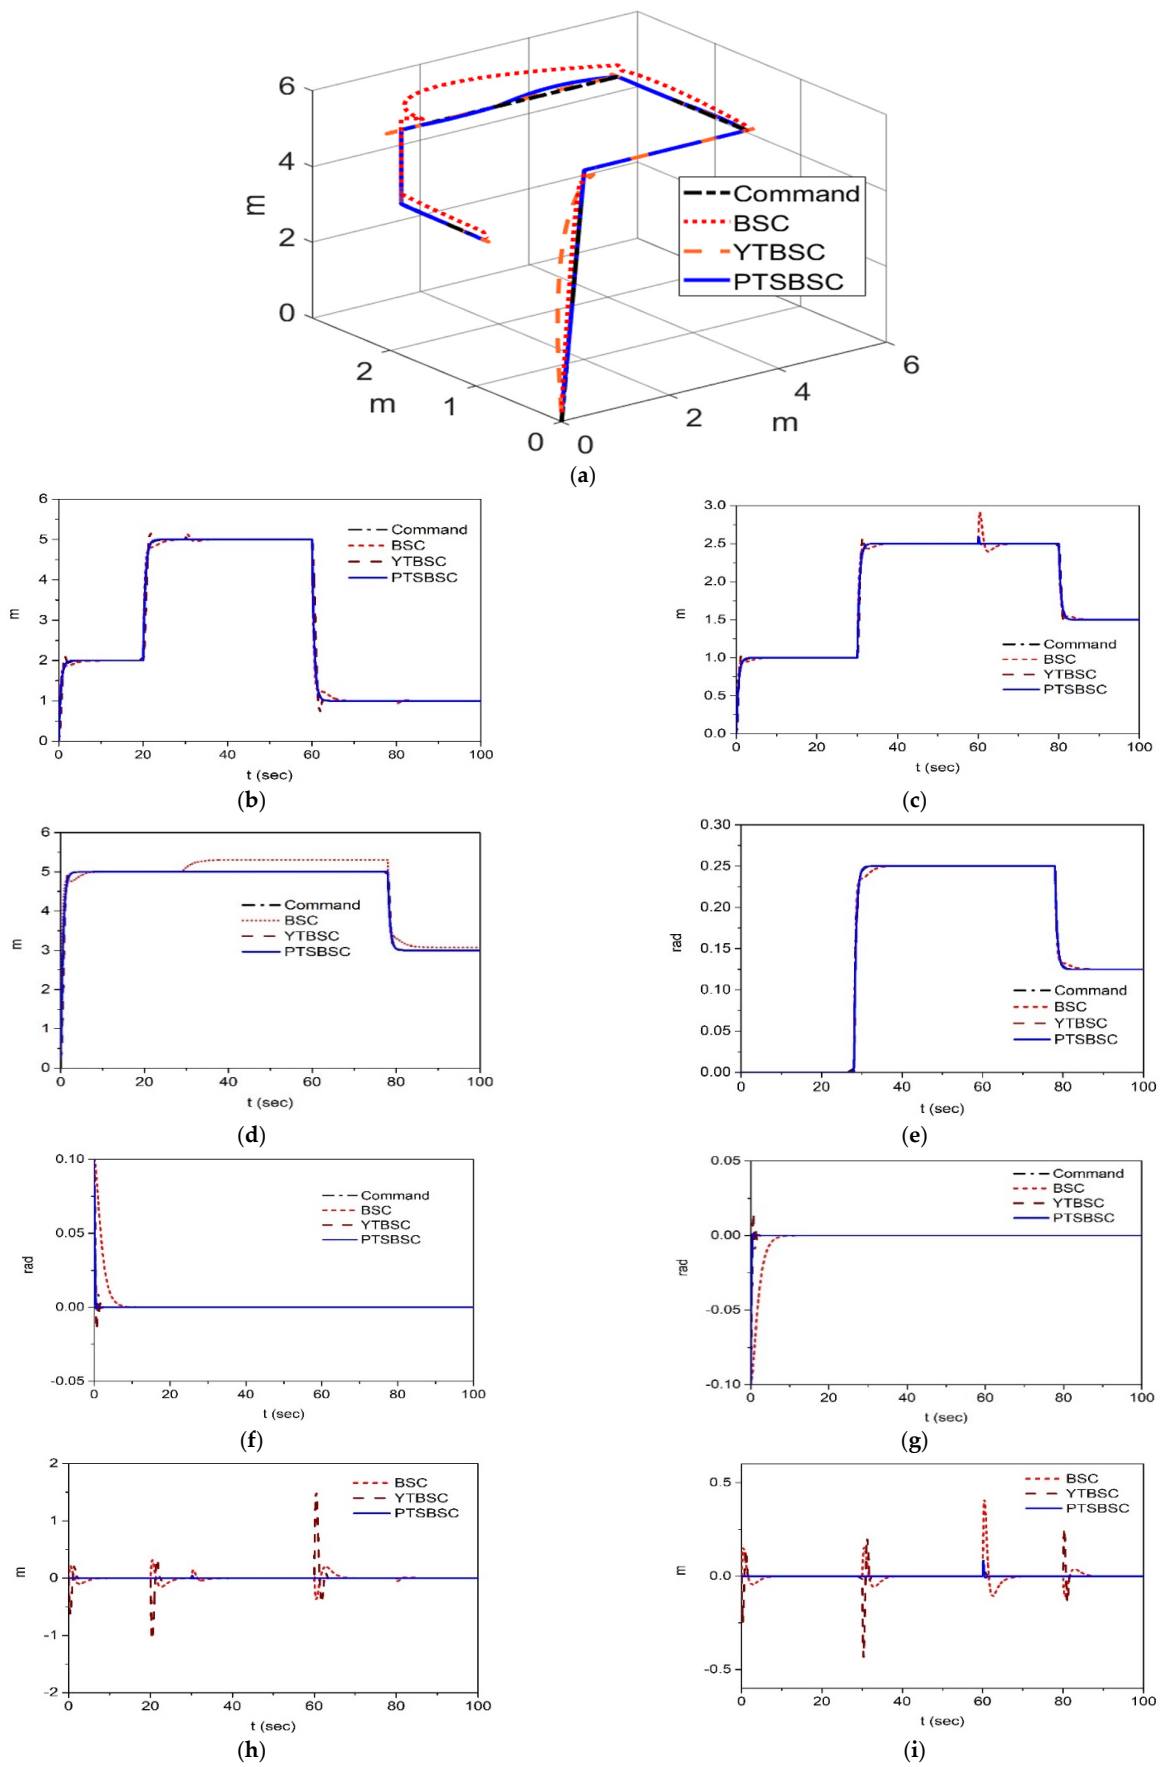 6
4
2
0
m
2
1
0
m
0
2
4
6
m
Command
BSC
YTBSC
PTSBSC
(a)
6
5
4
3
2
1
0
m
0 20 40 60 80 100
t (sec)
Command
BSC
YTBSC
PTSBSC
(b)
3.0
2.5
2.0
1.5
1.0
0.5
0.0
m
0 20 40 60 80 100
t (sec)
Command
BSC
YTBSC
PTSBSC
(c)
6
5
4
3
2
1
0
m
0 20 40 60 80 100
t (sec)
Command
BSC
YTBSC
PTSBSC
(d)
0.30
0.25
0.20
0.15
0.10
0.05
0.00
rad
0 20 40 60 80 100
t (sec)
Command
BSC
YTBSC
PTSBSC
(e)
0.10
0.05
0.00
-0.05
rad
0 20 40 60 80 100
t (sec)
Command
BSC
YTBSC
PTSBSC
(f)
0.05
0.00
-0.05
-0.10
rad
0 20 40 60 80 100
t (sec)
Command
BSC
YTBSC
PTSBSC
(g)
2
1
0
-1
-2
m
0 20 40 60 80 100
t (sec)
BSC
YTBSC
PTSBSC
(h)
0.5
0.0
-0.5
m
0 20 40 60 80 100
t (sec)
BSC
YTBSC
PTSBSC
(i)